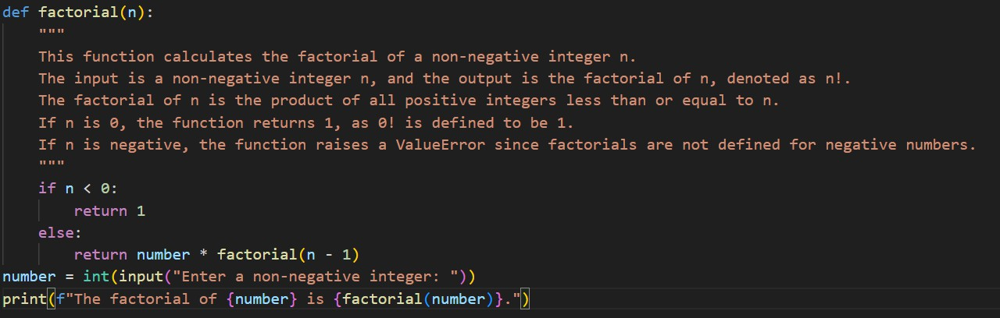 def factorial(n):
    """
    This function calculates the factorial of a non-negative integer n.
    The input is a non-negative integer n, and the output is the factorial of n, denoted as n!.
    The factorial of n is the product of all positive integers less than or equal to n.
    If n is 0, the function returns 1, as 0! is defined to be 1.
    If n is negative, the function raises a ValueError since factorials are not defined for negative numbers.
    """
    if n < 0:
        return 1
    else:
        return number * factorial(n - 1)
number = int(input("Enter a non-negative integer: "))
print(f"The factorial of {number} is {factorial(number)}.")